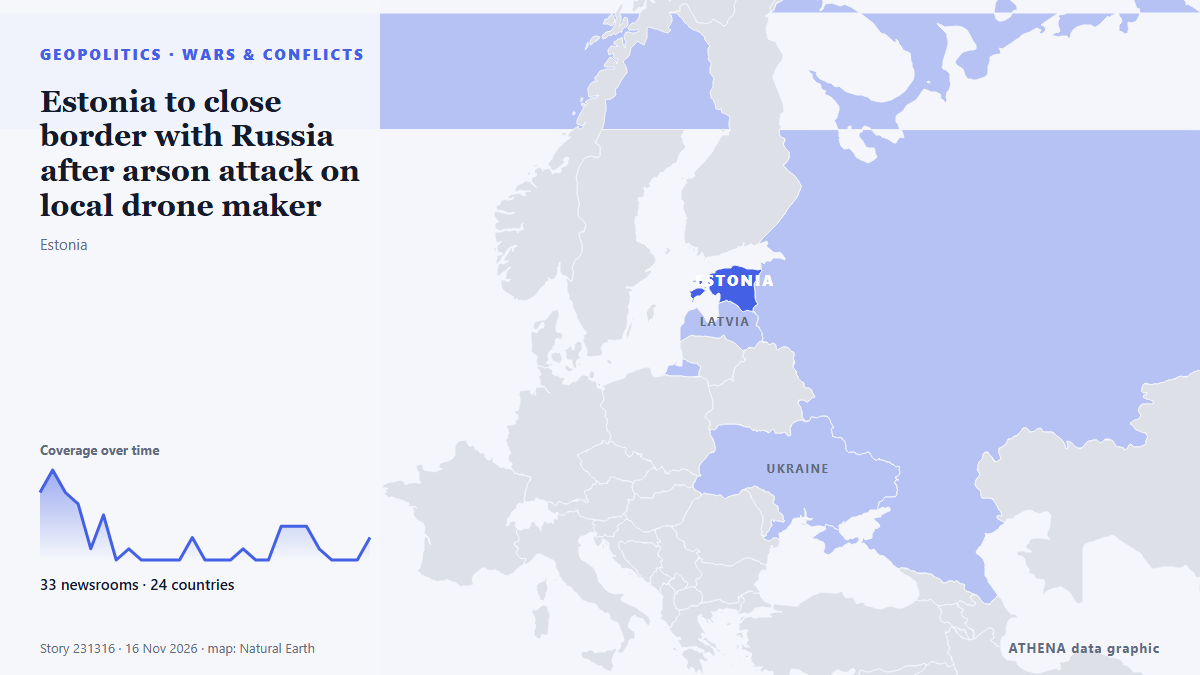 GEOPOLITICS · WARS & CONFLICTS
Estonia to close
border with Russia
after arson attack on
local drone maker
Estonia
ESTONIA
LATVIA
UKRAINE
Coverage over time
33 newsrooms · 24 countries
Story 231316 · 16 Nov 2026 · map: Natural Earth
ATHENA data graphic